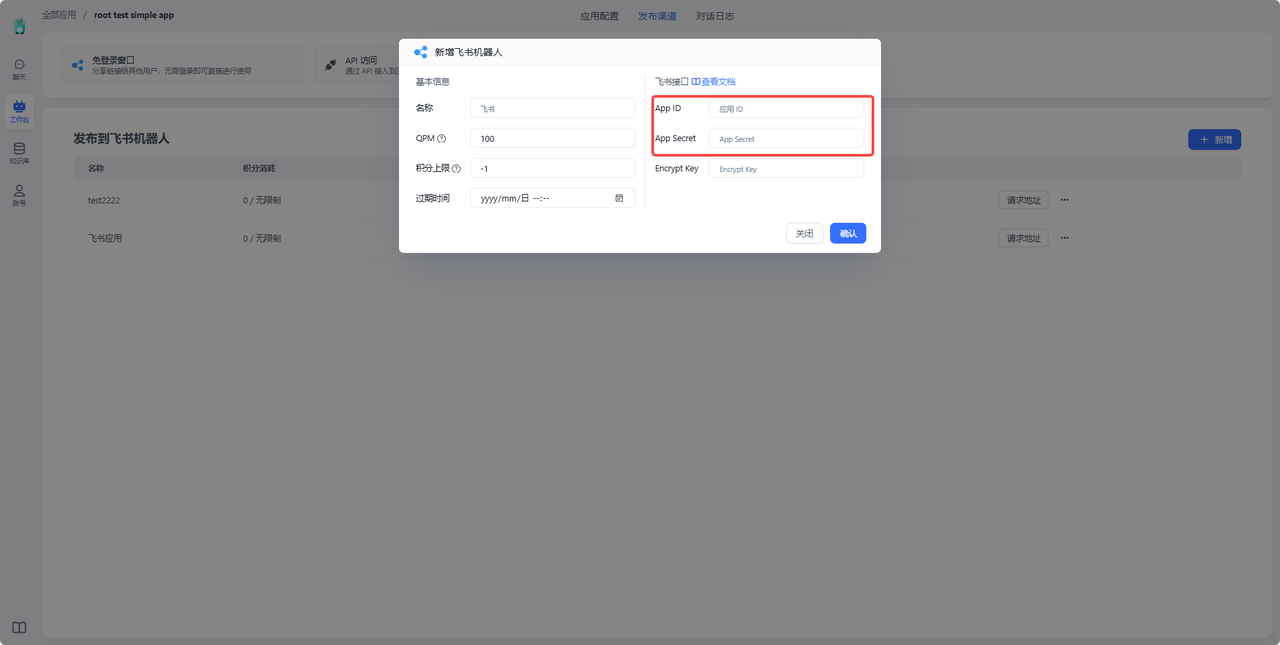 全部应用 / root test simple app
应用配置 发布渠道 对话日志
聊天
工作台
知识库
账号
免登录窗口
分享链接给其他用户，无需登录即可直接进行使用
API 访问
通过 API 接入到已
发布到飞书机器人
新增
名称 积分消耗
test2222 0 / 无限制 请求地址
飞书应用 0 / 无限制 请求地址
新增飞书机器人
基本信息
名称 飞书
QPM 100
积分上限 -1
过期时间 yyyy/mm/日 --:--
飞书接口 查看文档
App ID 应用 ID
App Secret App Secret
Encrypt Key Encrypt Key
关闭 确认